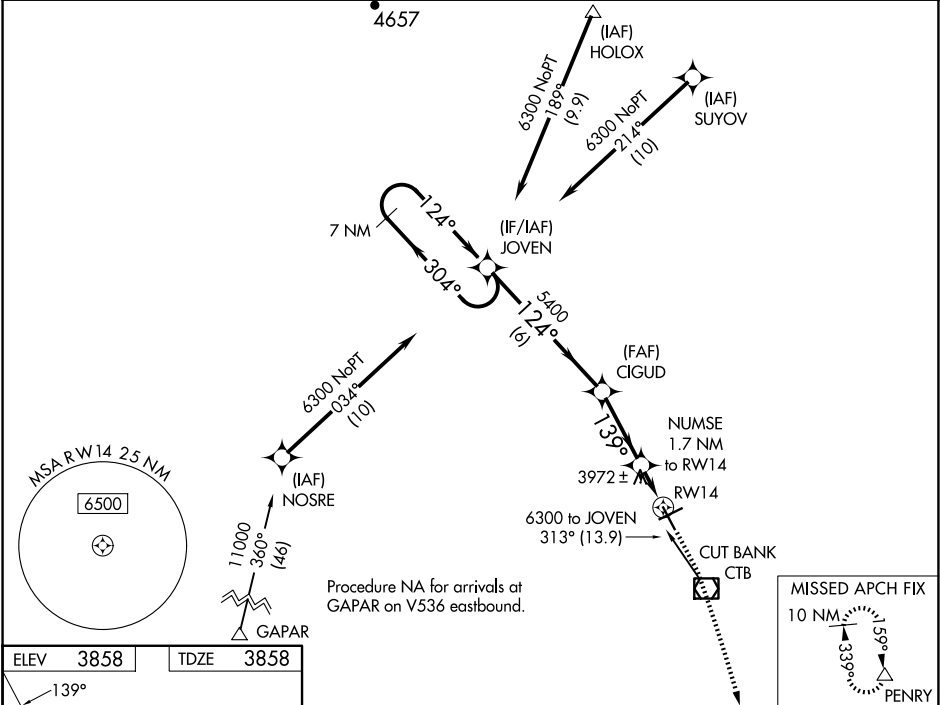 4657
(IAF)
HOLOX
6300 NoPT
189°
(9.9)
(IAF)
SUYOV
6300 NoPT
214°
(10)
7 NM
124°
304°
(IF/IAF)
JOVEN
5400
124°
(6)
(FAF)
CIGUD
139°
NUMSE
1.7 NM
to RW14
3972 ±
RW14
6300 NoPT
034°
(10)
(IAF)
NOSRE
MSA RW14 25 NM
6500
11000
360°
(46)
GAPAR
6300 to JOVEN
313° (13.9)
CUT BANK
CTB
Procedure NA for arrivals at
GAPAR on V536 eastbound.
MISSED APCH FIX
10 NM
159°
339°
PENRY
ELEV 3858
TDZE 3858
139°